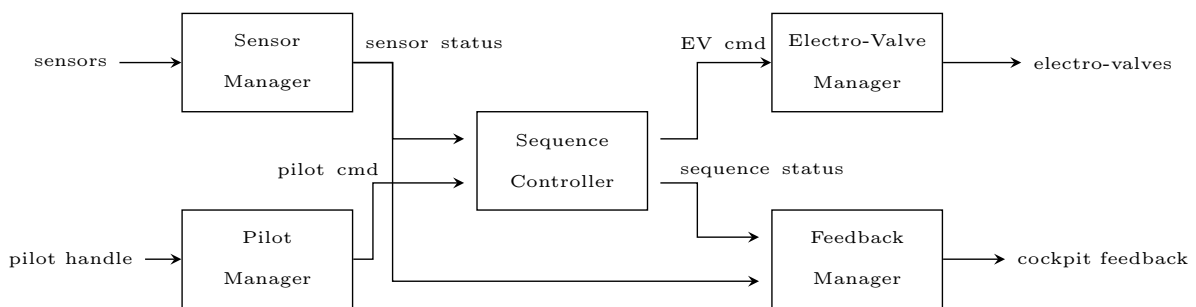 sensors
Sensor
Manager
sensor status
EV cmd
Electro-Valve
Manager
electro-valves
Sequence
Controller
pilot cmd
sequence status
pilot handle
Pilot
Manager
Feedback
Manager
cockpit feedback